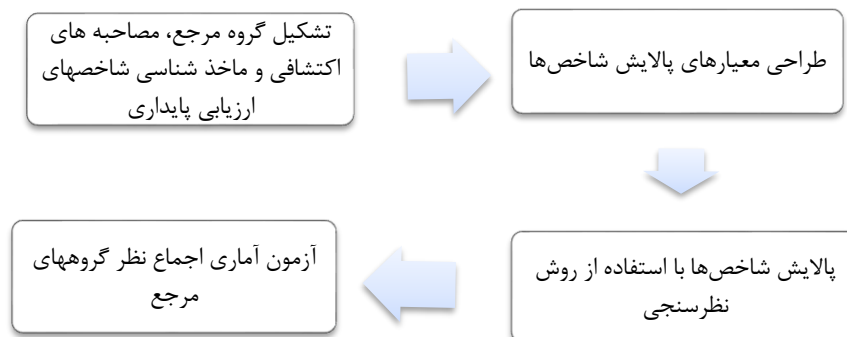 تشکیل گروه مرجع، مصاحبه های
اکتشافی و ماخذ شناسی شاخصهای
ارزیابی پایداری
طراحی معیارهای پالایش شاخص‌ها
پالایش شاخص‌ها با استفاده از روش
نظرسنجی
آزمون آماری اجماع نظر گروههای
مرجع